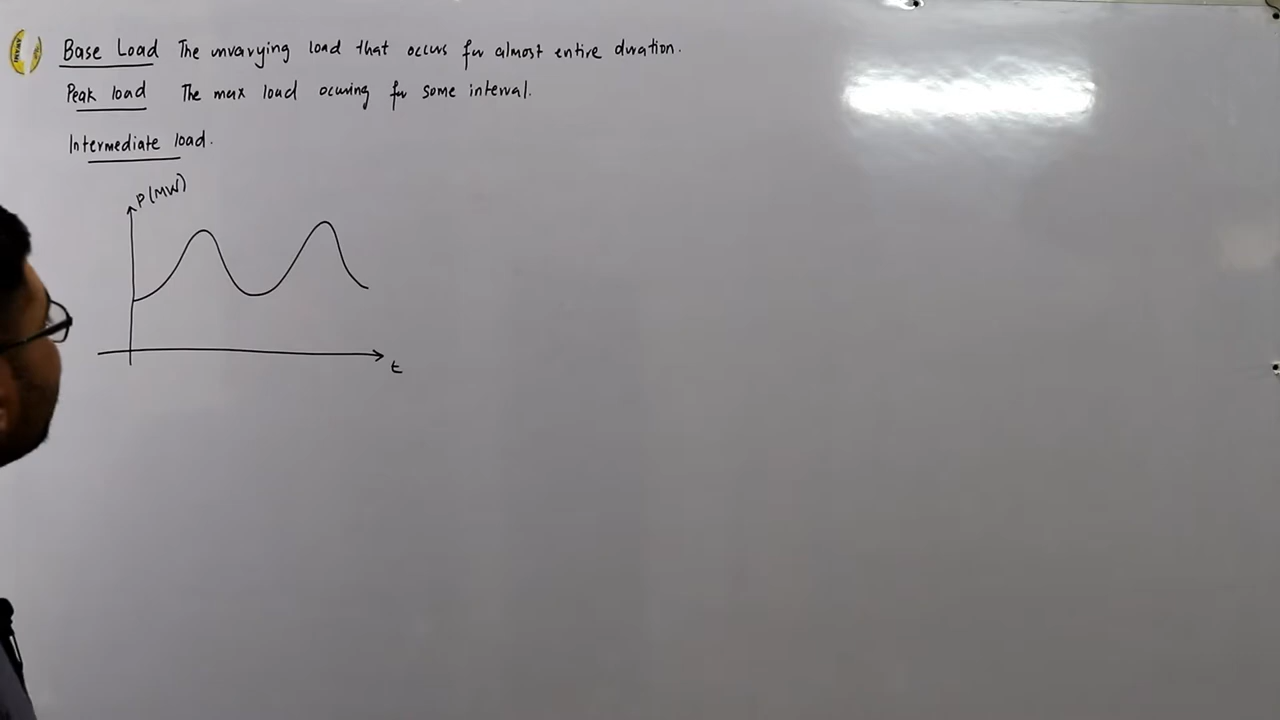 Base Load The unvarying load that occurs for almost entire duration.
Peak load The max load ocuring for some interval.
Intermediate load.
P(MW)
t